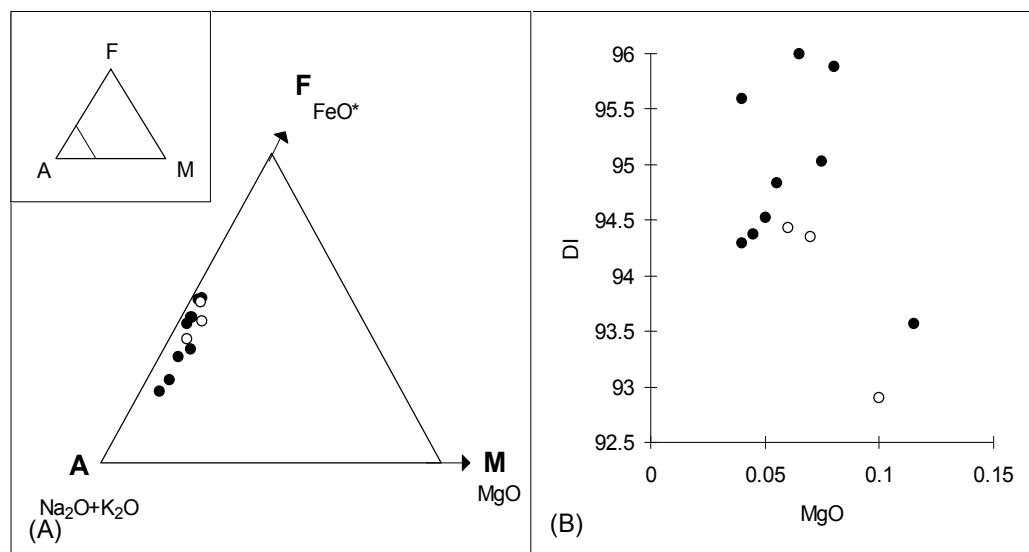 F
A
M
F
FeO*
A
M
Na₂O+K₂O
MgO
(A)
96
95.5
95
94.5
94
93.5
93
92.5
DI
0
0.05
0.1
0.15
MgO
(B)